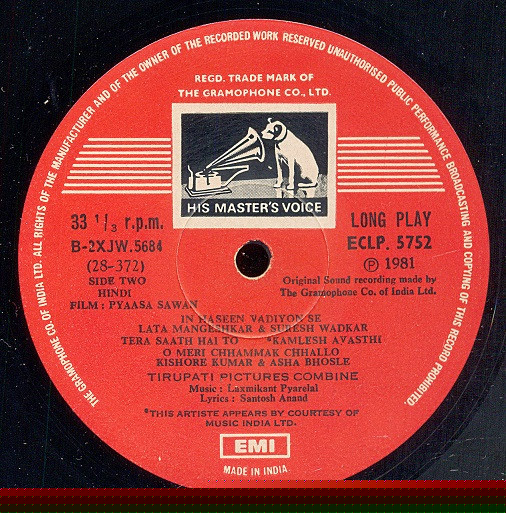 THE GRAMOPHONE CO. OF INDIA LTD. ALL RIGHTS OF THE MANUFACTURER AND OF THE OWNER OF THE RECORDED WORK RESERVED UNAUTHORISED PUBLIC PERFORMANCE BROADCASTING AND COPYING OF THIS RECORD PROHIBITED
REGD. TRADE MARK OF
THE GRAMOPHONE CO., LTD.
HIS MASTER'S VOICE
33 1/3 r.p.m.
LONG PLAY
B-2XJW.5684
ECLP. 5752
(28-372)
℗ 1981
SIDE TWO
HINDI
FILM : PYAASA SAWAN
Original Sound recording made by
The Gramophone Co. of India Ltd.
IN HASEEN VADIYON SE
LATA MANGESHKAR & SURESH WADKAR
TERA SAATH HAI TO *KAMLESH AVASTHI
O MERI CHHAMMAK CHHALLO
KISHORE KUMAR & ASHA BHOSLE
TIRUPATI PICTURES COMBINE
Music : Laxmikant Pyarelal
Lyrics : Santosh Anand
*THIS ARTISTE APPEARS BY COURTESY OF
MUSIC INDIA LTD.
EMI
MADE IN INDIA